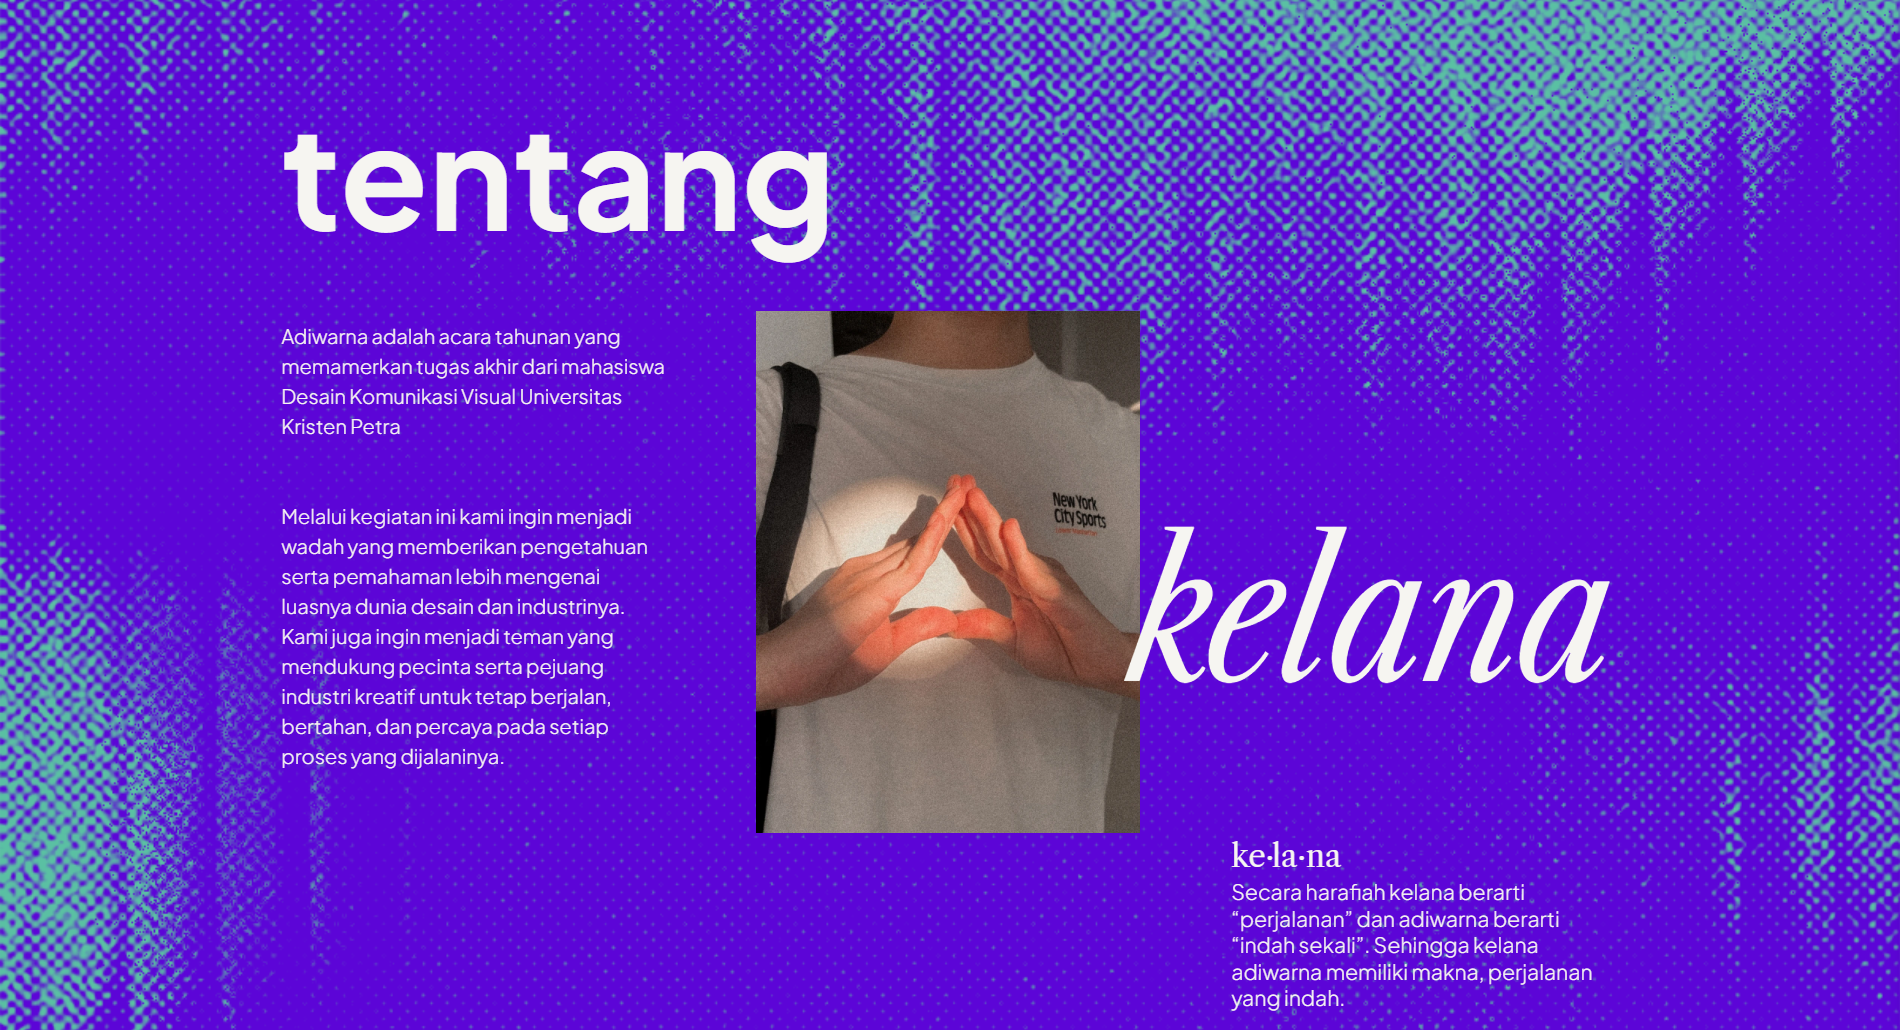 tentang
Adiwarna adalah acara tahunan yang
memamerkan tugas akhir dari mahasiswa
Desain Komunikasi Visual Universitas
Kristen Petra
Melalui kegiatan ini kami ingin menjadi
wadah yang memberikan pengetahuan
serta pemahaman lebih mengenai
luasnya dunia desain dan industrinya.
Kami juga ingin menjadi teman yang
mendukung pecinta serta pejuang
industri kreatif untuk tetap berjalan,
bertahan, dan percaya pada setiap
proses yang dijalaninya.
New York
City Sports
kelana
ke·la·na
Secara harafiah kelana berarti
“perjalanan” dan adiwarna berarti
“indah sekali”. Sehingga kelana
adiwarna memiliki makna, perjalanan
yang indah.